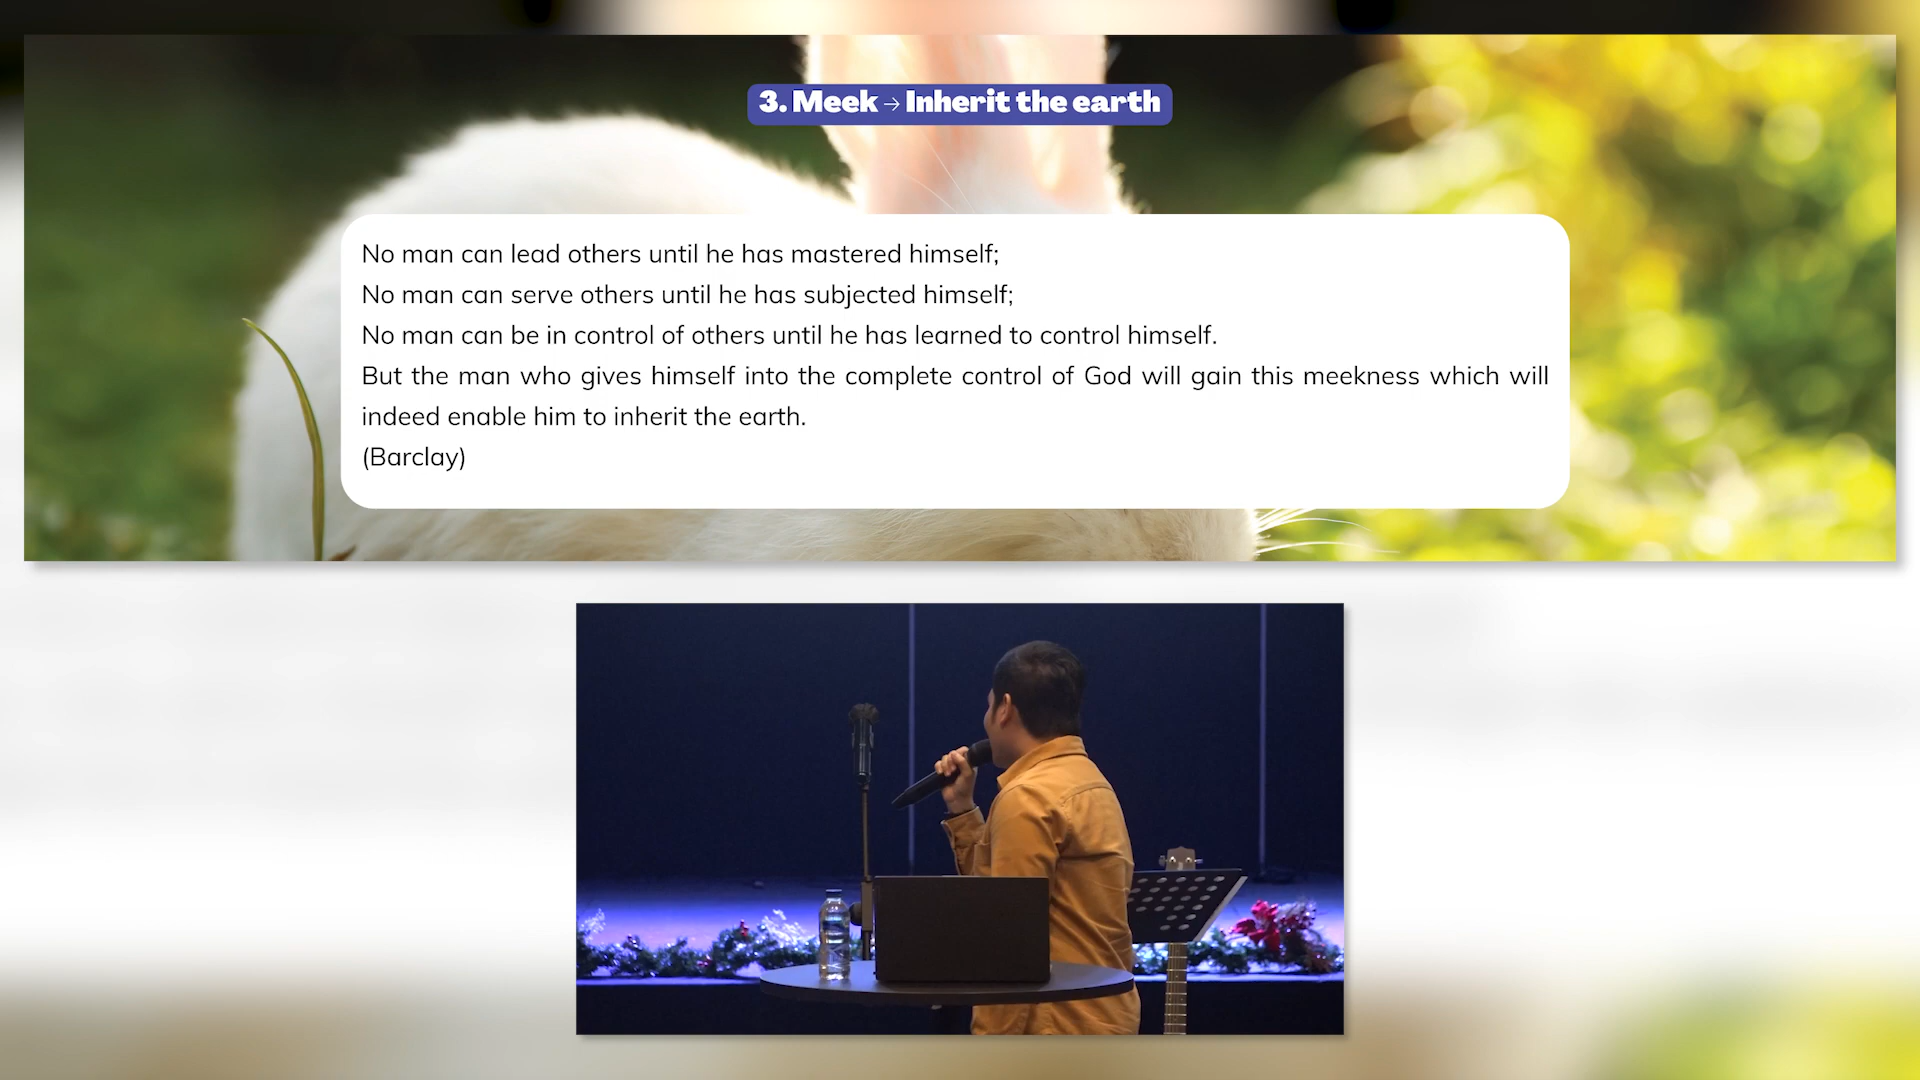 3. Meek → Inherit the earth
No man can lead others until he has mastered himself;
No man can serve others until he has subjected himself;
No man can be in control of others until he has learned to control himself.
But the man who gives himself into the complete control of God will gain this meekness which will
indeed enable him to inherit the earth.
(Barclay)